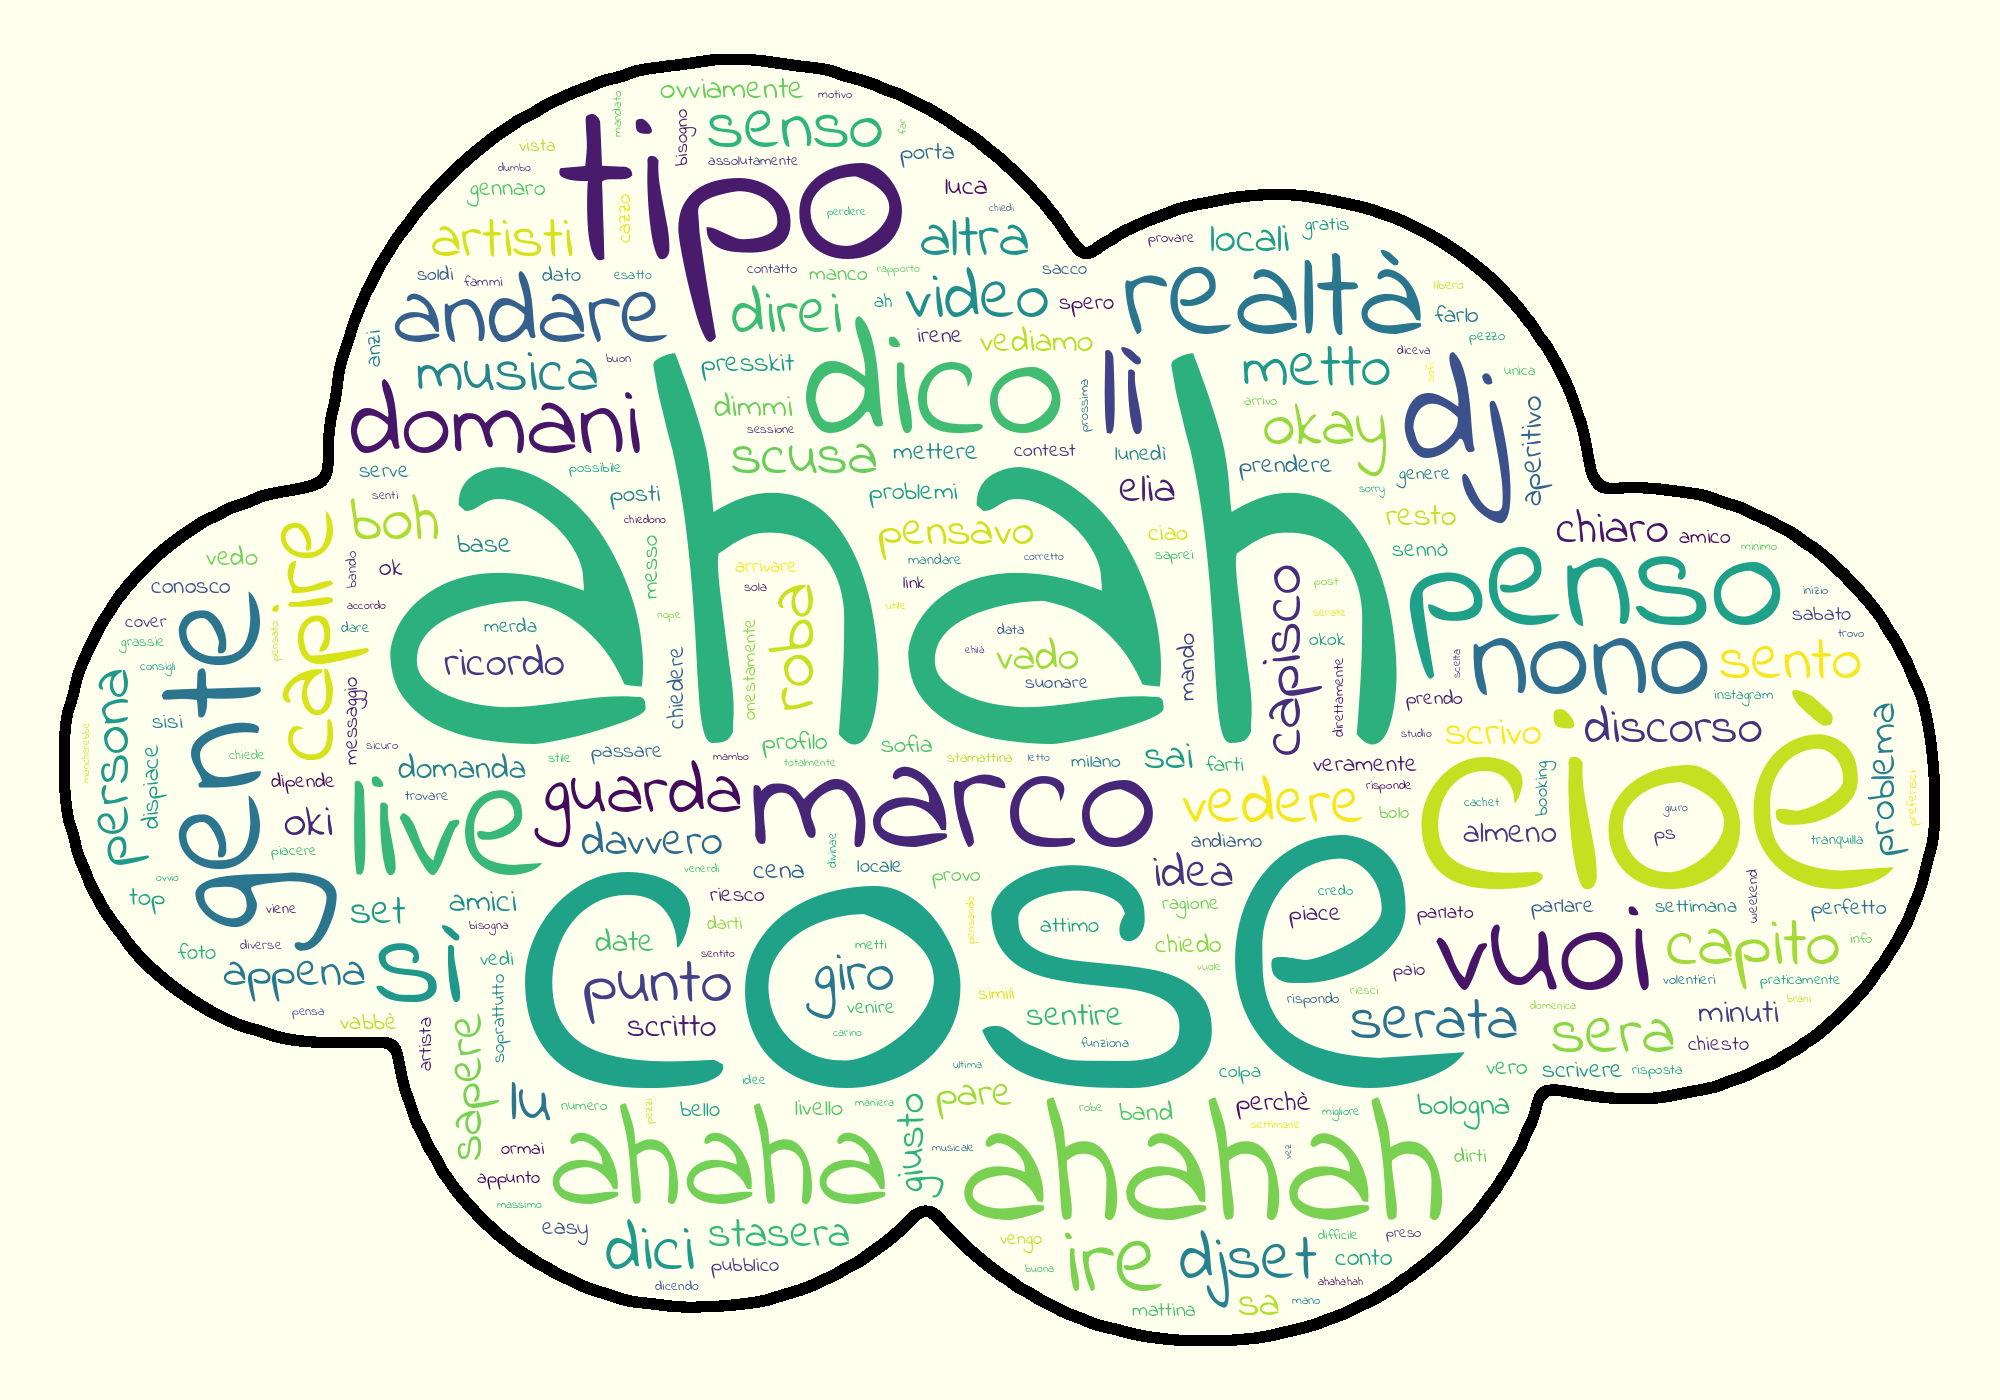 ovviamente
motivo
mandato
bisogno
senso
far
vista
tipo
assolutamente
porta
dumbo
gennaro
cazzo
luca
perdere
chiedi
artisti
altra
provare
locali
gratis
soldi
fammi
dato
esatto
contatto
manco
rapporto
sacco
realtà
libero
andare
direi
ah
video
spero
farlo
anzi
irene
vediamo
pezzo
musica
buon
presskit
dico
lì
metto
diceva
sofi
unica
domani
dimmi
prossima
arrivo
dj
sessione
okay
aperitivo
scusa
mettere
contest
lunedì
prendere
genere
serve
possibile
ahah
senti
posti
problemi
elia
sorry
boh
chiedono
pensavo
ciao
resto
chiaro
amico
minimo
capire
base
messo
mandare
corretto
saprei
sennò
vedo
bando
ok
arrivare
link
capisco
post
penso
inizio
conosco
gente
sola
roba
utile
serate
sabato
cover
accordo
nope
trovo
grassie
pensato
dare
merda
onestamente
data
okok
nono
consigli
ricordo
chiedere
ehila
vado
mando
direttamente
scelta
sento
persona
messaggio
suonare
prendo
instagram
mancherebbe
sisi
scrivo
discorso
problema
dispiace
chiede
sicuro
passare
profilo
sofia
studio
dipende
domanda
stile
mambo
totalmente
stamattina
letto
milano
sai
farti
veramente
cioè
booking
preferisci
trovare
live
guarda
marco
vedere
risponde
cachet
giuro
oki
bolo
almeno
ps
tranquilla
piacere
davvero
andiamo
ovvio
venerdì
cena
divinae
locale
provo
idea
credo
weekend
top
viene
set
amici
riesco
cose
ragione
piace
parlato
parlare
settimana
perfetto
bisogna
darti
pensando
attimo
vuoi
foto
diverse
sì
vedi
date
sentito
metti
chiedo
capito
info
appena
soprattutto
punto
giro
vuole
paio
volentieri
praticamente
simili
rispondo
riesci
pensa
vabbè
artista
scritto
venire
sentire
domenica
brani
sapere
carino
funziona
serata
sera
minuti
chiesto
ultima
colpa
vero
scrivere
risposta
idee
lu
numero
pezzi
bello
livello
maniera
giusto
pare
robe
band
perchè
migliore
bologna
ormai
ahaha
musicale
ahahah
settimane
vez
dirti
appunto
massimo
easy
dici
stasera
vengo
ire
djset
difficile
preso
pubblico
buona
conto
dicendo
ahahahah
mattina
sa
mano